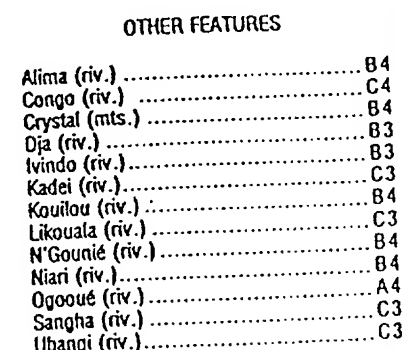 OTHER FEATURES
Alima (riv.) ........................................ B4
Congo (riv.) ..................................... C4
Crystal (mts.) ................................... B4
Dja (riv.) .......................................... B3
Ivindo (riv.)....................................... B3
Kadei (riv.)........................................ C3
Kouilou (riv.) .................................... B4
Likouala (riv.) ................................... C3
N'Gounié (riv.) ................................. B4
Niari (riv.)......................................... B4
Ogooué (riv.)..................................... A4
Sangha (riv.) .................................... C3
Ubangi (riv.)..................................... C3